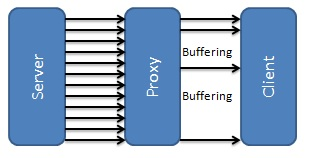 Server
Proxy
Buffering
Buffering
Client